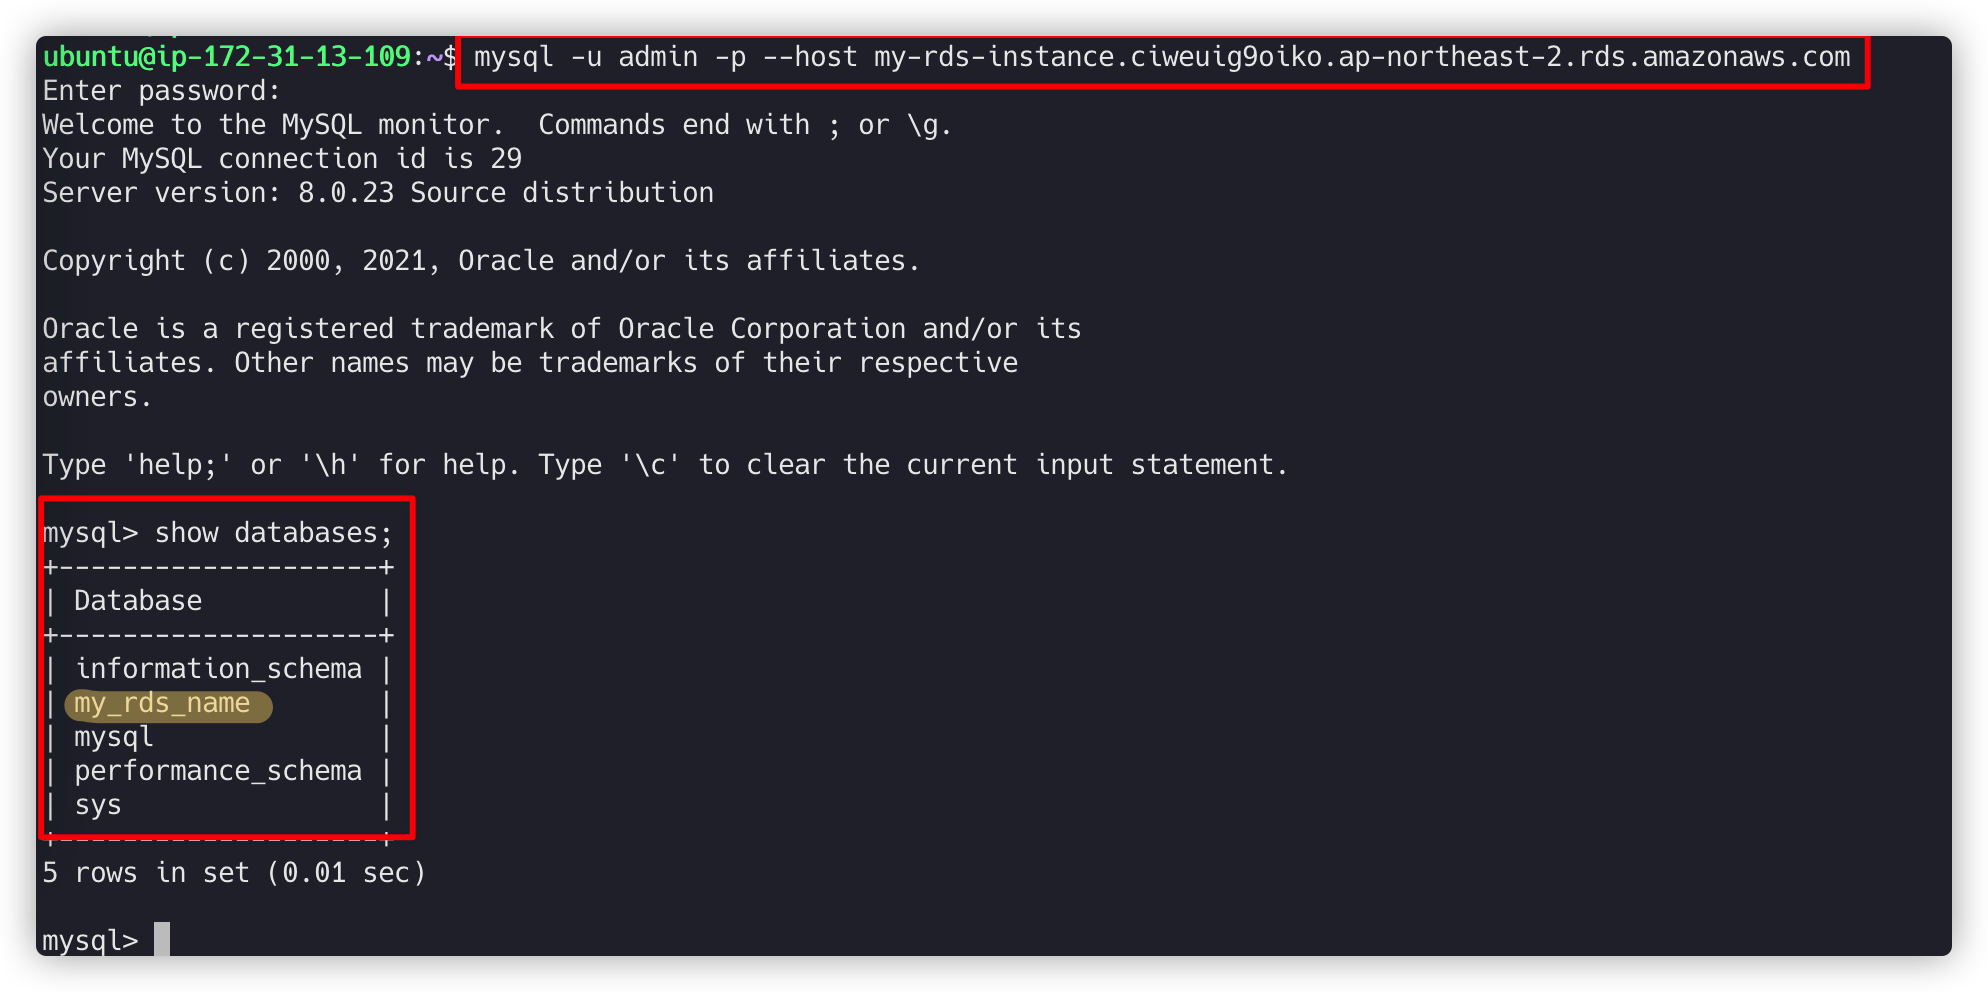 ubuntu@ip-172-31-13-109:~$ mysql -u admin -p --host my-rds-instance.ciweuig9oiko.ap-northeast-2.rds.amazonaws.com
Enter password:
Welcome to the MySQL monitor.  Commands end with ; or \g.
Your MySQL connection id is 29
Server version: 8.0.23 Source distribution

Copyright (c) 2000, 2021, Oracle and/or its affiliates.

Oracle is a registered trademark of Oracle Corporation and/or its
affiliates. Other names may be trademarks of their respective
owners.

Type 'help;' or '\h' for help. Type '\c' to clear the current input statement.

mysql> show databases;
+--------------------+
| Database           |
+--------------------+
| information_schema |
| my_rds_name        |
| mysql              |
| performance_schema |
| sys                |
+--------------------+
5 rows in set (0.01 sec)

mysql>